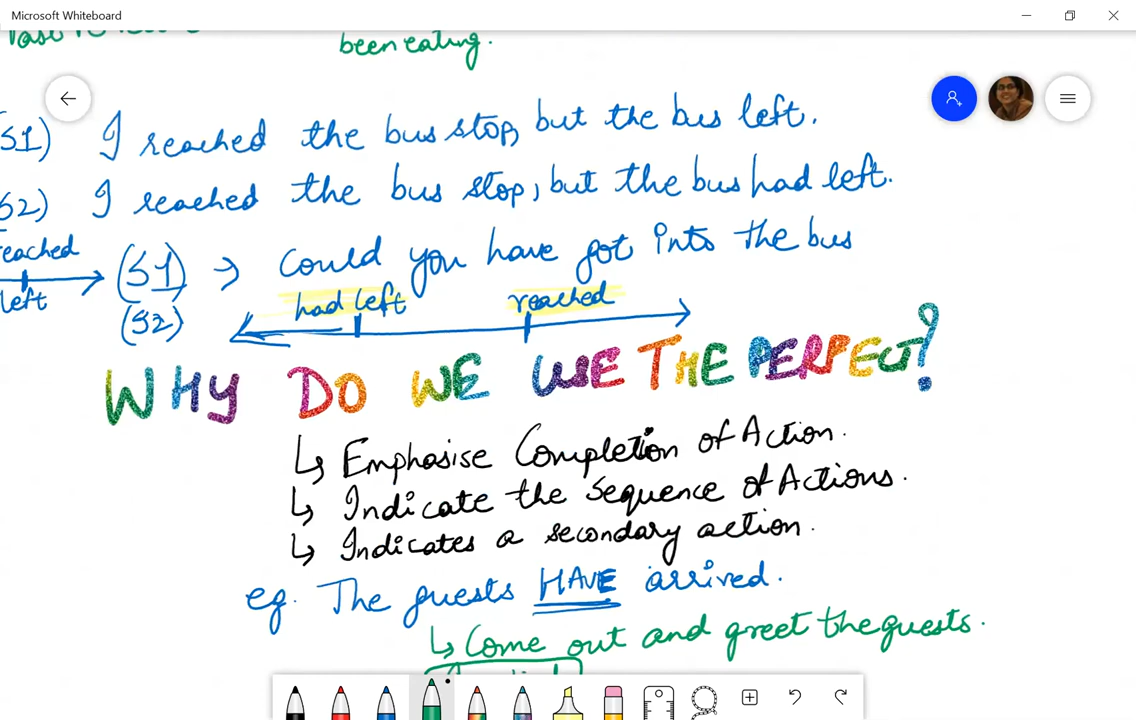 Microsoft Whiteboard
been eating.
(S1) I reached the bus stop, but the bus left.
(S2) I reached the bus stop, but the bus had left.
reached
left
(S1) → Could you have got into the bus
(S2)
had left reached
WHY DO WE USE THE PERFECT?
↳ Emphasise Completion of Action.
↳ Indicate the Sequence of Actions.
↳ Indicates a secondary action.
eg. The guests HAVE arrived.
↳ Come out and greet the guests.